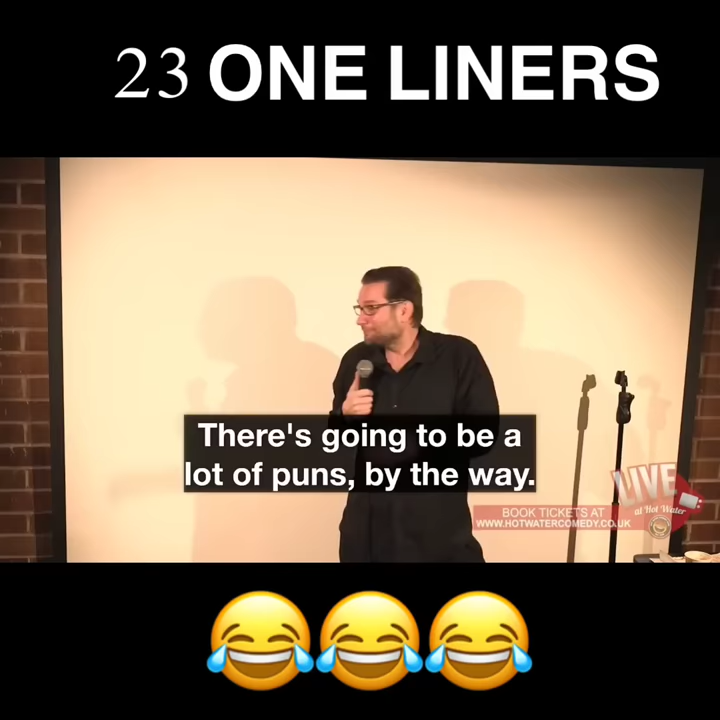 23 ONE LINERS
There's going to be a
lot of puns, by the way.
LIVE
at Hot Water
BOOK TICKETS AT
WWW.HOTWATERCOMEDY.CO.UK